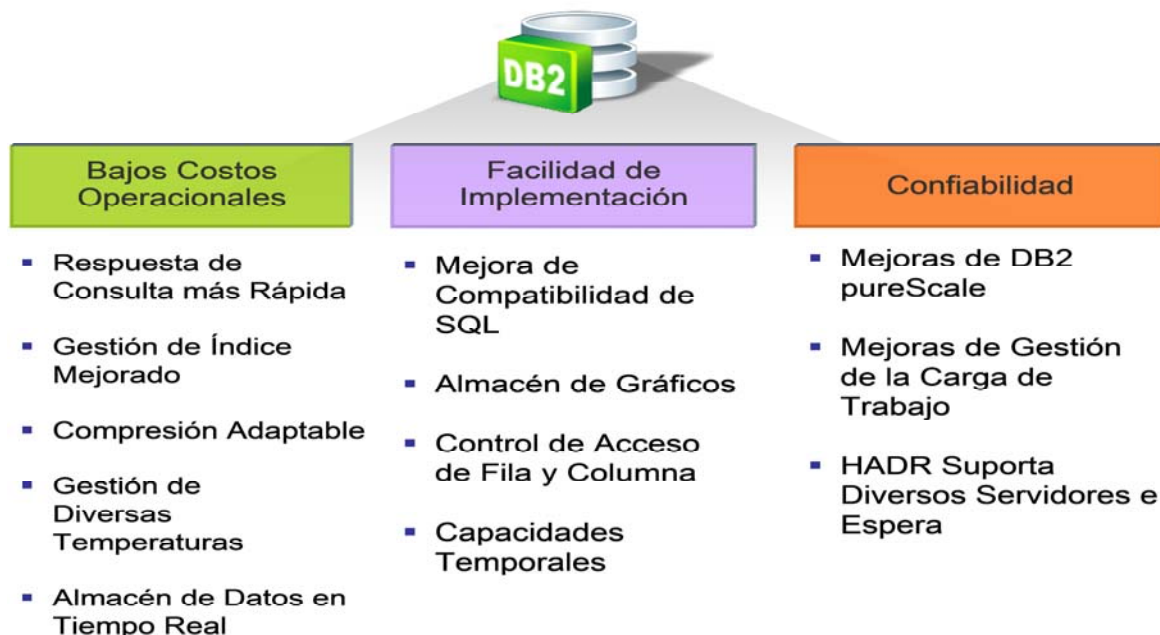 DB2
Bajos Costos
Operacionales
Respuesta de
Consulta más Rápida
Gestión de Índice
Mejorado
Compresión Adaptable
Gestión de
Diversas
Temperaturas
Almacén de Datos en
Tiempo Real
Facilidad de
Implementación
Mejora de
Compatibilidad de
SQL
Almacén de Gráficos
Control de Acceso
de Fila y Columna
Capacidades
Temporales
Confiabilidad
Mejoras de DB2
pureScale
Mejoras de Gestión
de la Carga de
Trabajo
HADR Suporta
Diversos Servidores e
Espera